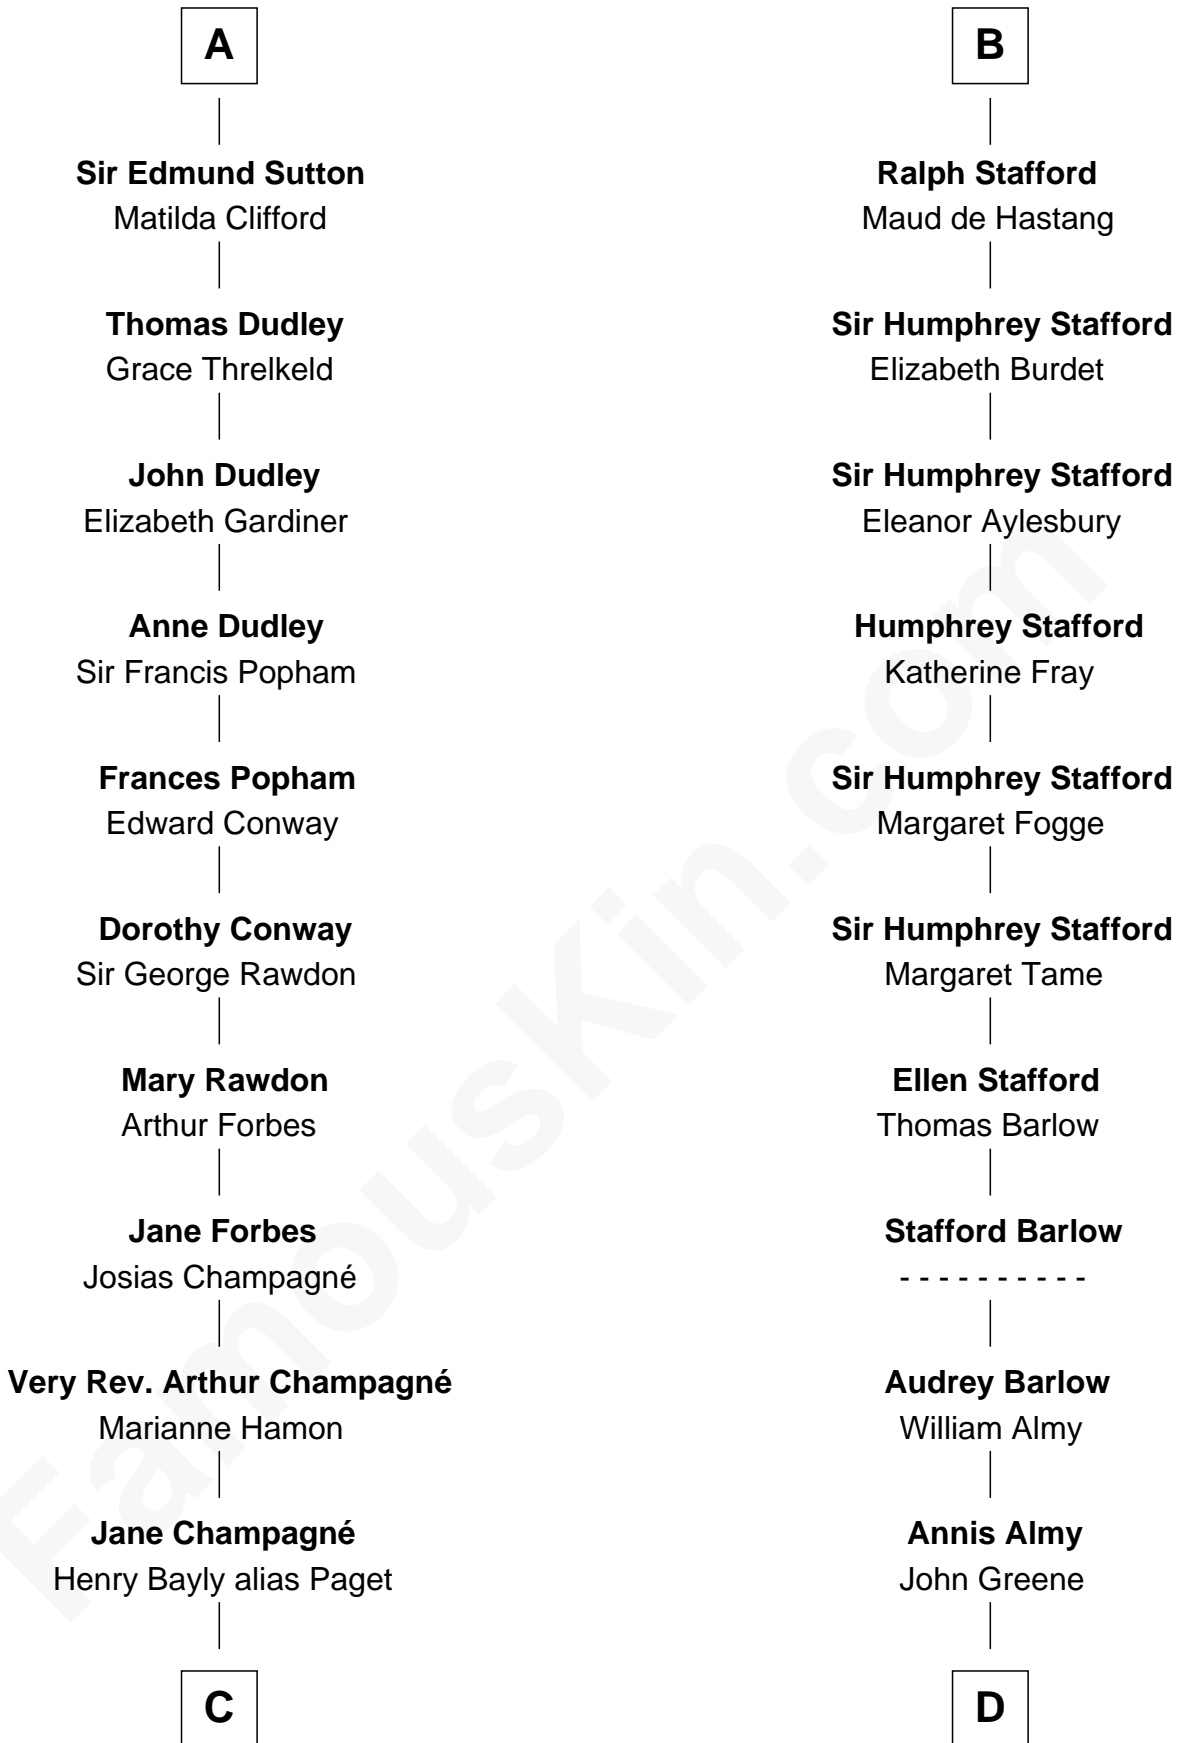 A
Sir Edmund Sutton
Matilda Clifford
Thomas Dudley
Grace Threlkeld
John Dudley
Elizabeth Gardiner
Anne Dudley
Sir Francis Popham
Frances Popham
Edward Conway
Dorothy Conway
Sir George Rawdon
Mary Rawdon
Arthur Forbes
Jane Forbes
Josias Champagné
Very Rev. Arthur Champagné
Marianne Hamon
Jane Champagné
Henry Bayly alias Paget
C
B
Ralph Stafford
Maud de Hastang
Sir Humphrey Stafford
Elizabeth Burdet
Sir Humphrey Stafford
Eleanor Aylesbury
Humphrey Stafford
Katherine Fray
Sir Humphrey Stafford
Margaret Fogge
Sir Humphrey Stafford
Margaret Tame
Ellen Stafford
Thomas Barlow
Stafford Barlow
- - - - - - - - - -
Audrey Barlow
William Almy
Annis Almy
John Greene
D
FamousKin.com